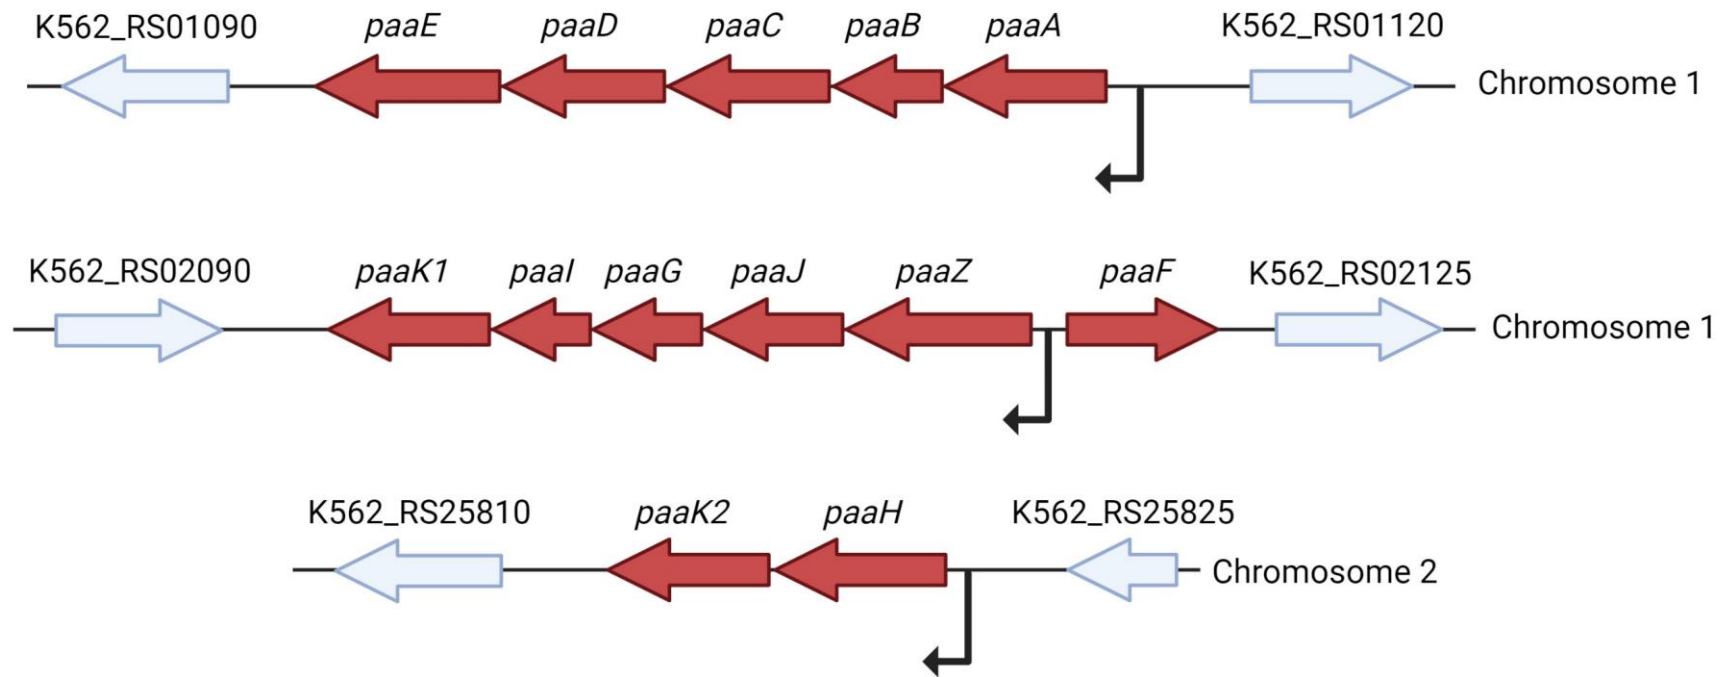 K562_RS01090 paaE paaD paaC paaB paaA K562_RS01120
Chromosome 1
K562_RS02090 paaK1 paaI paaG paaJ paaZ paaF K562_RS02125
Chromosome 1
K562_RS25810 paaK2 paaH K562_RS25825
Chromosome 2